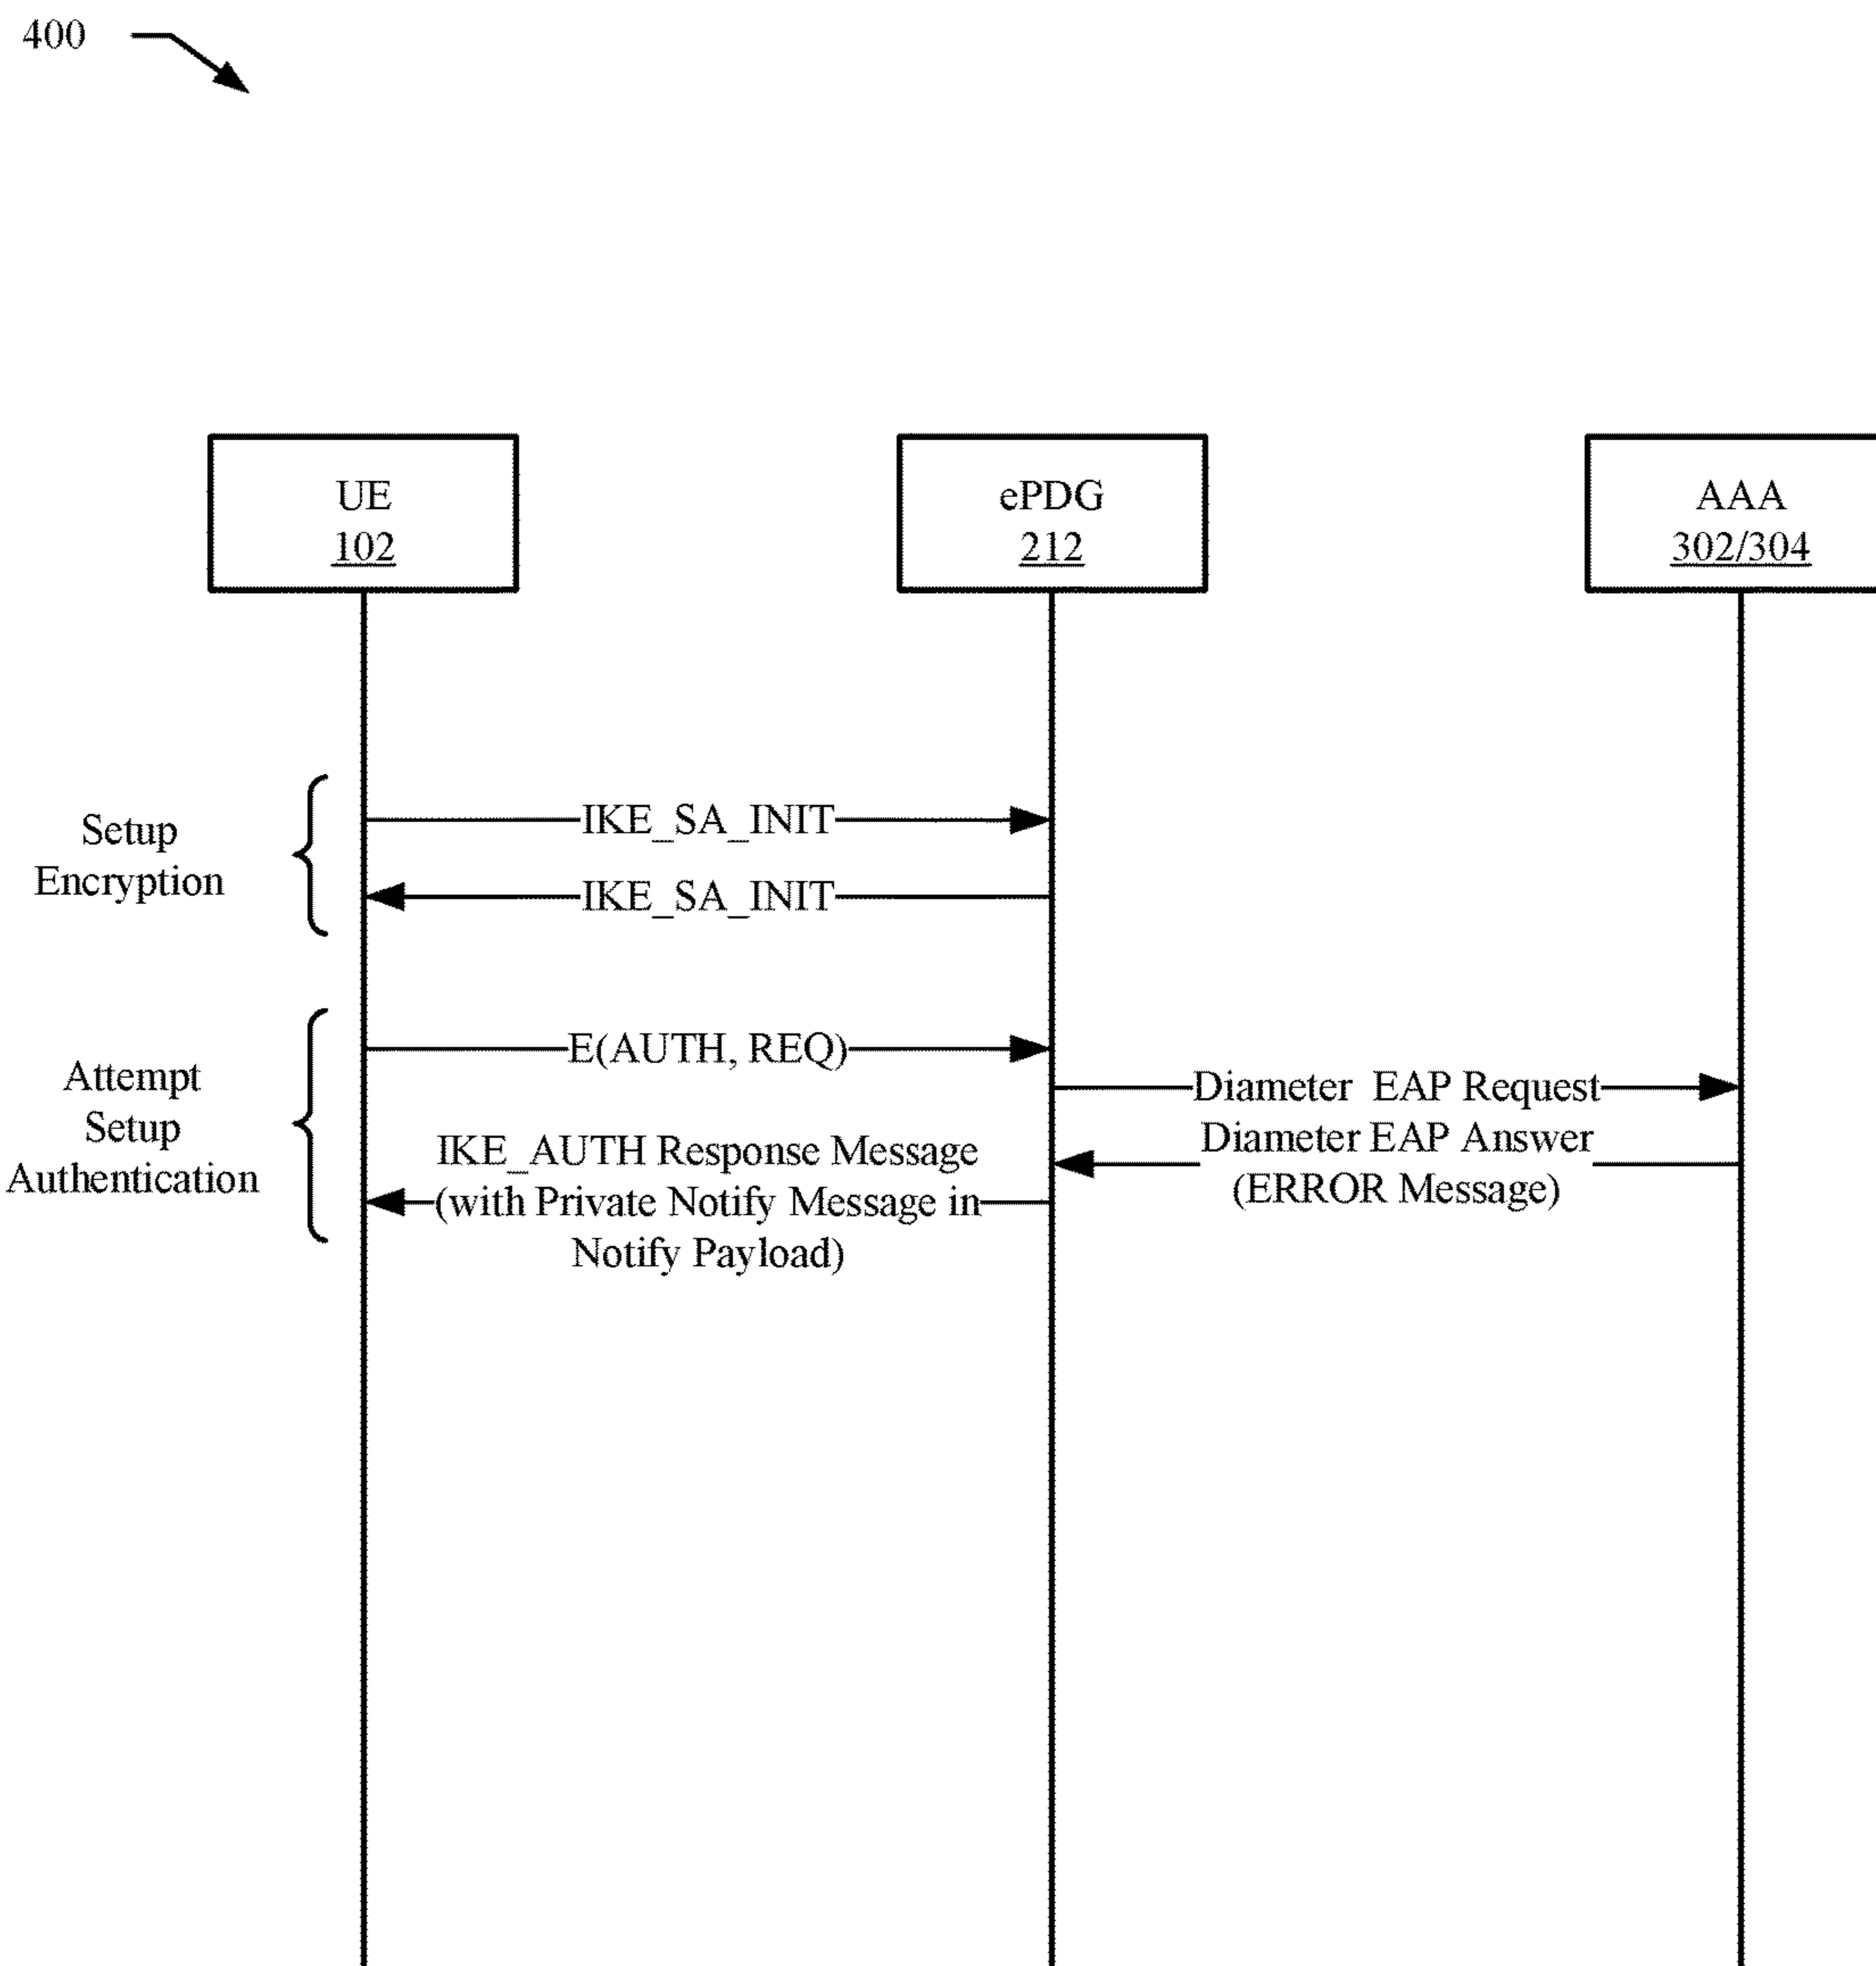 400
UE
102
ePDG
212
AAA
302/304
Setup
Encryption
IKE_SA_INIT
IKE_SA_INIT
Attempt
Setup
Authentication
E(AUTH, REQ)
Diameter EAP Request
Diameter EAP Answer
(ERROR Message)
IKE_AUTH Response Message
(with Private Notify Message in
Notify Payload)